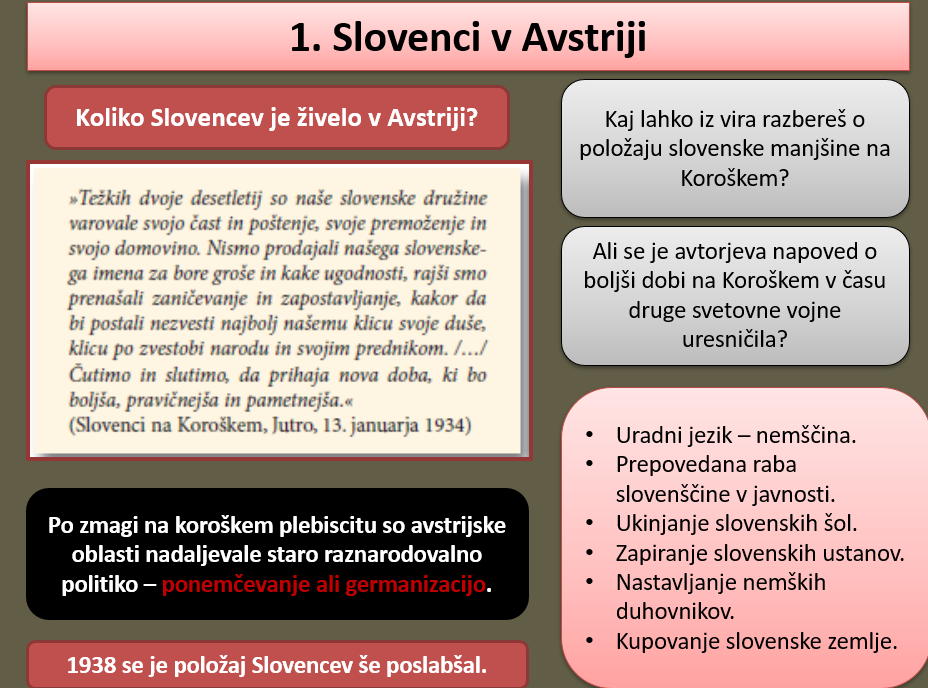 1. Slovenci v Avstriji
Koliko Slovencev je živelo v Avstriji?
»Težkih dvoje desetletij so naše slovenske družine
varovale svojo čast in poštenje, svoje premoženje in
svojo domovino. Nismo prodajali našega slovenske-
ga imena za bore groše in kake ugodnosti, rajši smo
prenašali zaničevanje in zapostavljanje, kakor da
bi postali nezvesti najbolj našemu klicu svoje duše,
klicu po zvestobi narodu in svojim prednikom. /…/
Čutimo in slutimo, da prihaja nova doba, ki bo
boljša, pravičnejša in pametnejša.«
(Slovenci na Koroškem, Jutro, 13. januarja 1934)
Po zmagi na koroškem plebiscitu so avstrijske
oblasti nadaljevale staro raznarodovalno
politiko – ponemčevanje ali germanizacijo.
1938 se je položaj Slovencev še poslabšal.
Kaj lahko iz vira razbereš o
položaju slovenske manjšine na
Koroškem?
Ali se je avtorjeva napoved o
boljši dobi na Koroškem v času
druge svetovne vojne
uresničila?
• Uradni jezik – nemščina.
• Prepovedana raba
slovenščine v javnosti.
• Ukinjanje slovenskih šol.
• Zapiranje slovenskih ustanov.
• Nastavljanje nemških
duhovnikov.
• Kupovanje slovenske zemlje.